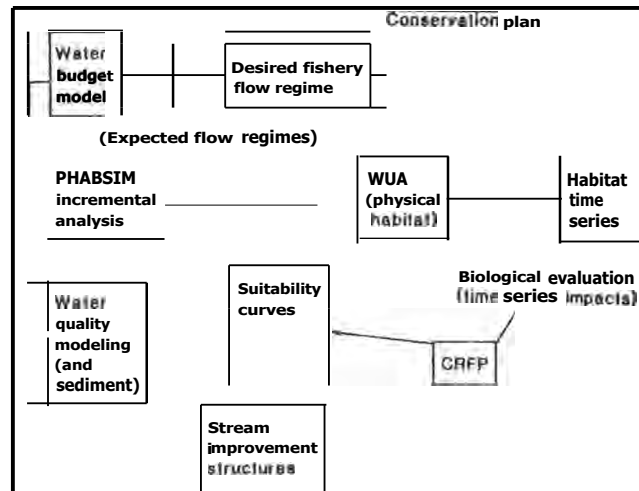 Conservation plan
Water
budget
model
Desired fishery
flow regime
(Expected flow regimes)
PHABSIM
incremental
analysis
WUA
(physical
habitat)
Habitat
time
series
Water
quality
modeling
(and
sediment)
Suitability
curves
Biological evaluation
(time series impacts)
CRFP
Stream
improvement
structures